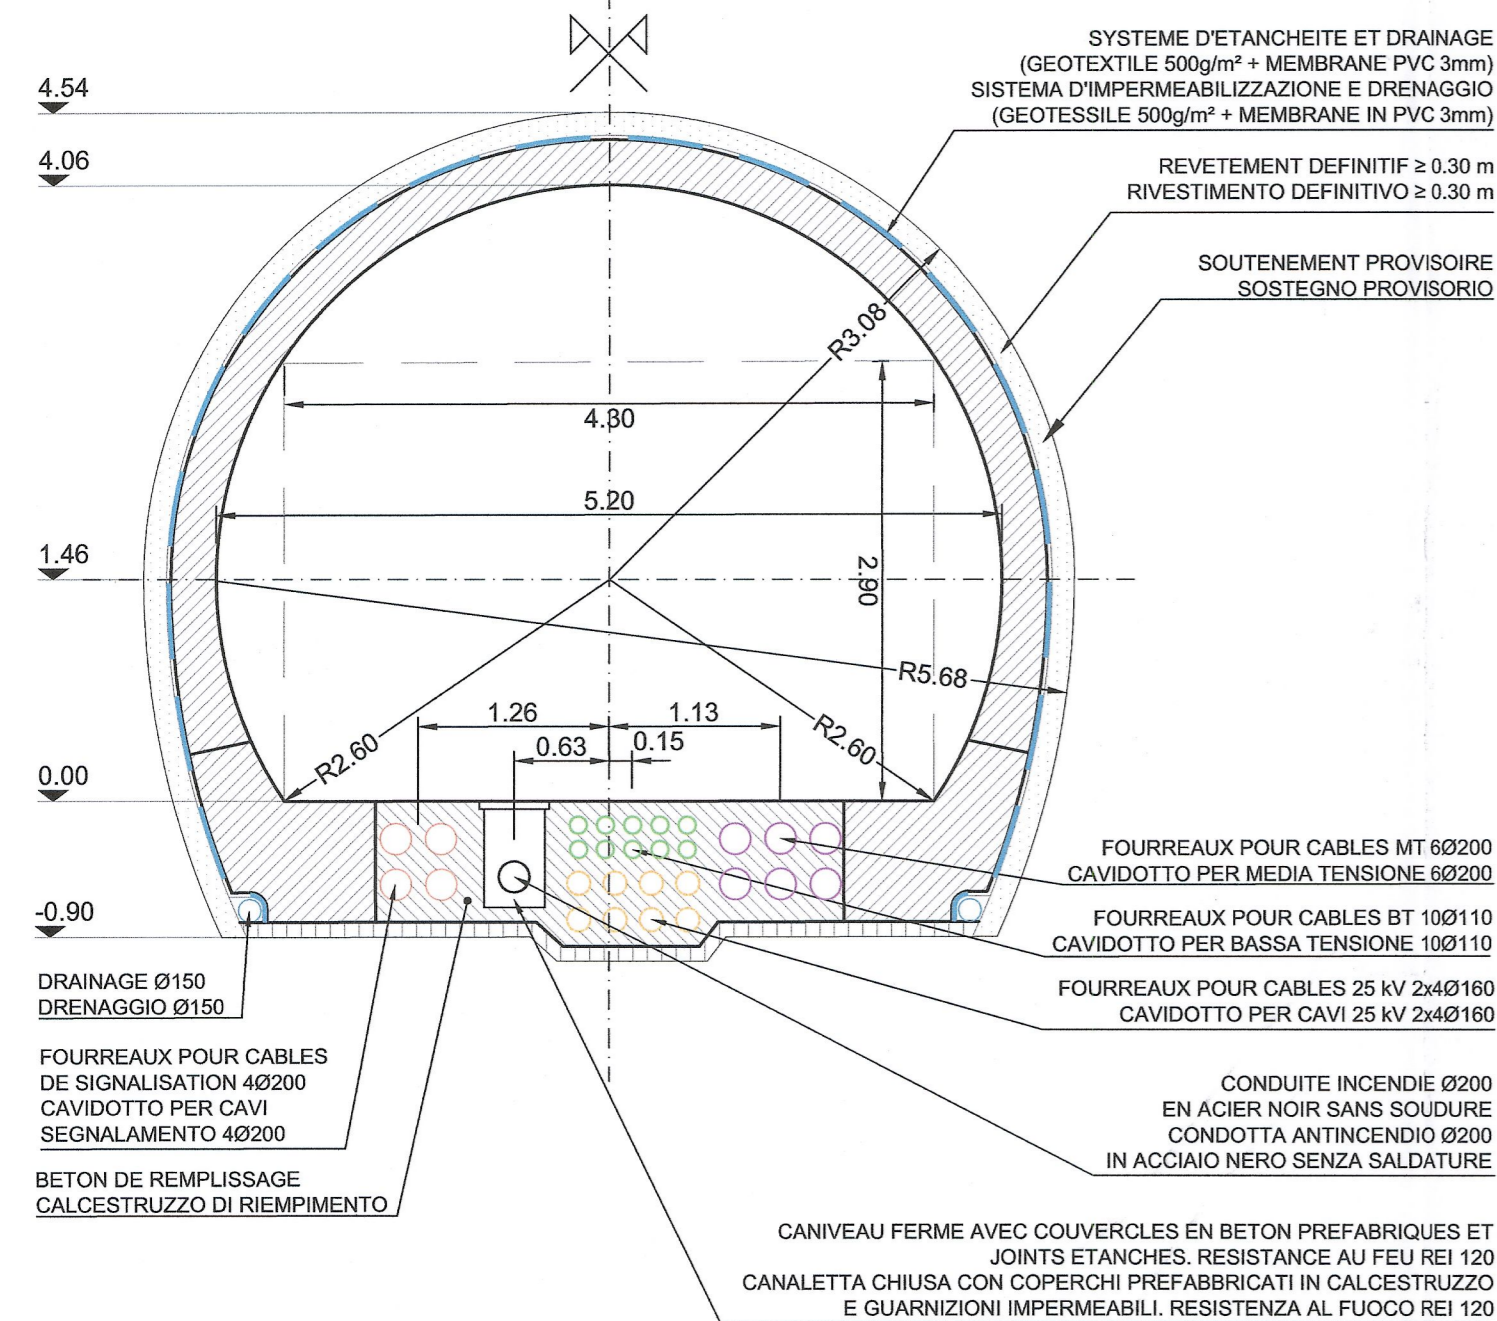 SYSTEME D'ETANCHEITE ET DRAINAGE
(GEOTEXTILE 500g/m² + MEMBRANE PVC 3mm)
SISTEMA D'IMPERMEABILIZZAZIONE E DRENAGGIO
(GEOTESSILE 500g/m² + MEMBRANE IN PVC 3mm)
REVETEMENT DEFINITIF ≥ 0.30 m
RIVESTIMENTO DEFINITIVO ≥ 0.30 m
SOUTENEMENT PROVISOIRE
SOSTEGNO PROVISORIO
4.54
4.06
1.46
0.00
-0.90
R3.08
4.30
5.20
2.90
R5.68
1.26
1.13
0.63
0.15
R2.60
R2.60
FOURREAUX POUR CABLES MT 6Ø200
CAVIDOTTO PER MEDIA TENSIONE 6Ø200
FOURREAUX POUR CABLES BT 10Ø110
CAVIDOTTO PER BASSA TENSIONE 10Ø110
FOURREAUX POUR CABLES 25 kV 2x4Ø160
CAVIDOTTO PER CAVI 25 kV 2x4Ø160
CONDUITE INCENDIE Ø200
EN ACIER NOIR SANS SOUDURE
CONDOTTA ANTINCENDIO Ø200
IN ACCIAIO NERO SENZA SALDATURE
DRAINAGE Ø150
DRENAGGIO Ø150
FOURREAUX POUR CABLES
DE SIGNALISATION 4Ø200
CAVIDOTTO PER CAVI
SEGNALAMENTO 4Ø200
BETON DE REMPLISSAGE
CALCESTRUZZO DI RIEMPIMENTO
CANIVEAU FERME AVEC COUVERCLES EN BETON PREFABRIQUES ET
JOINTS ETANCHES. RESISTANCE AU FEU REI 120
CANALETTA CHIUSA CON COPERCHI PREFABBRICATI IN CALCESTRUZZO
E GUARNIZIONI IMPERMEABILI. RESISTENZA AL FUOCO REI 120